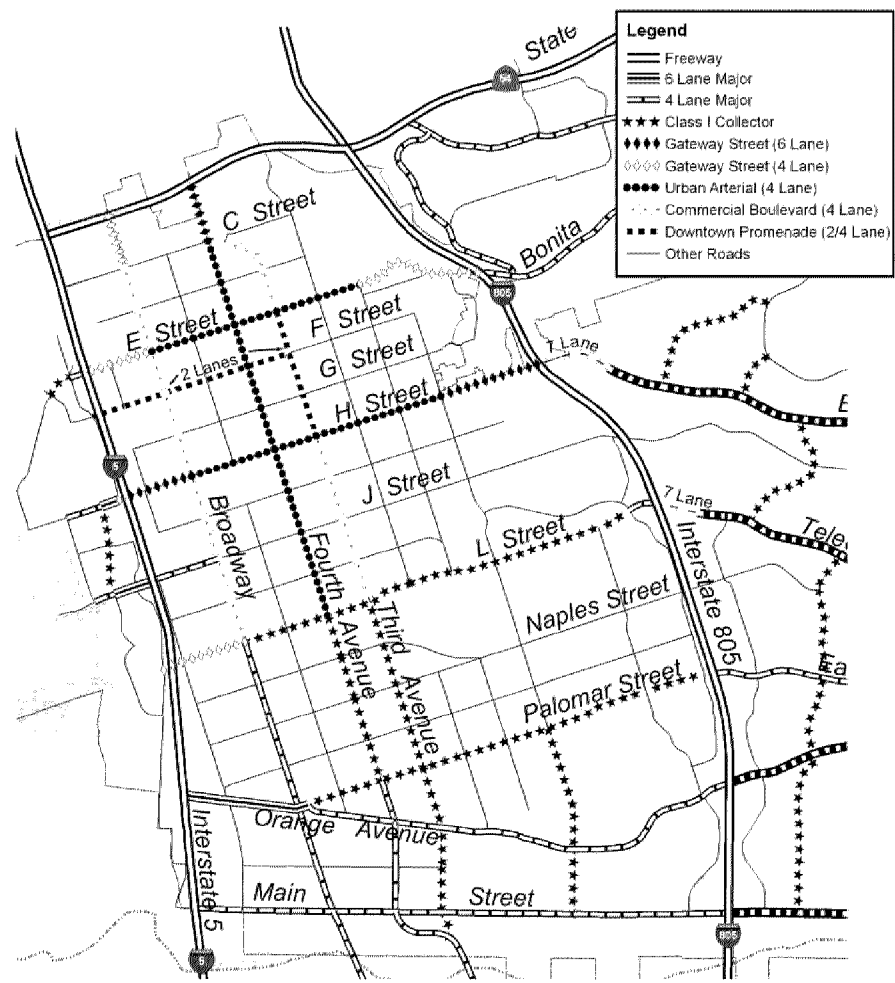 Legend
Freeway
6 Lane Major
4 Lane Major
Class I Collector
Gateway Street (6 Lane)
Gateway Street (4 Lane)
Urban Arterial (4 Lane)
Commercial Boulevard (4 Lane)
Downtown Promenade (2/4 Lane)
Other Roads
State
C Street
Bonita
805
E Street
F Street
2 Lanes
G Street
7 Lane
H Street
E
5
J Street
7 Lane
Broadway
L Street
Tele
Fourth Avenue
Interstate 805
Naples Street
Third Avenue
Ea
Palomar Street
Orange Avenue
Interstate 5
Main Street
805
5